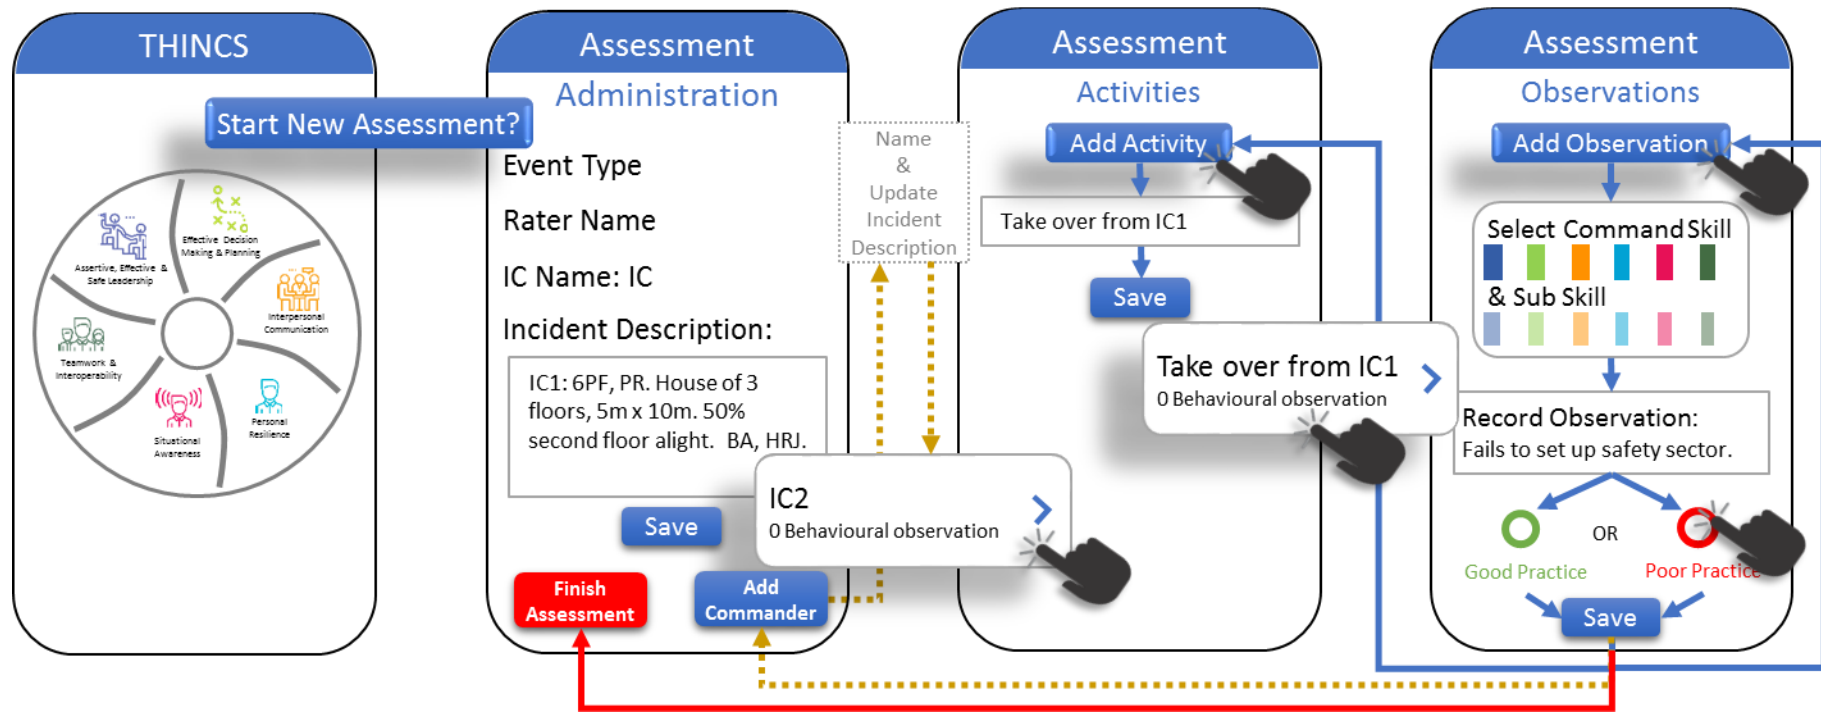 THINCS
Start New Assessment?
Effective Decision
Making & Planning
Assertive, Effective &
Safe Leadership
Interpersonal
Communication
Teamwork &
Interoperability
Situational
Awareness
Personal
Resilience
Assessment
Administration
Event Type
Rater Name
IC Name: IC
Incident Description:
IC1: 6PF, PR. House of 3
floors, 5m x 10m. 50%
second floor alight. BA, HRJ.
Save
Finish
Assessment
Add
Commander
Name
&
Update
Incident
Description
IC2
0 Behavioural observation
Assessment
Activities
Add Activity
Take over from IC1
Save
Take over from IC1
0 Behavioural observation
Assessment
Observations
Add Observation
Select Command Skill
& Sub Skill
Record Observation:
Fails to set up safety sector.
OR
Good Practice
Poor Practice
Save